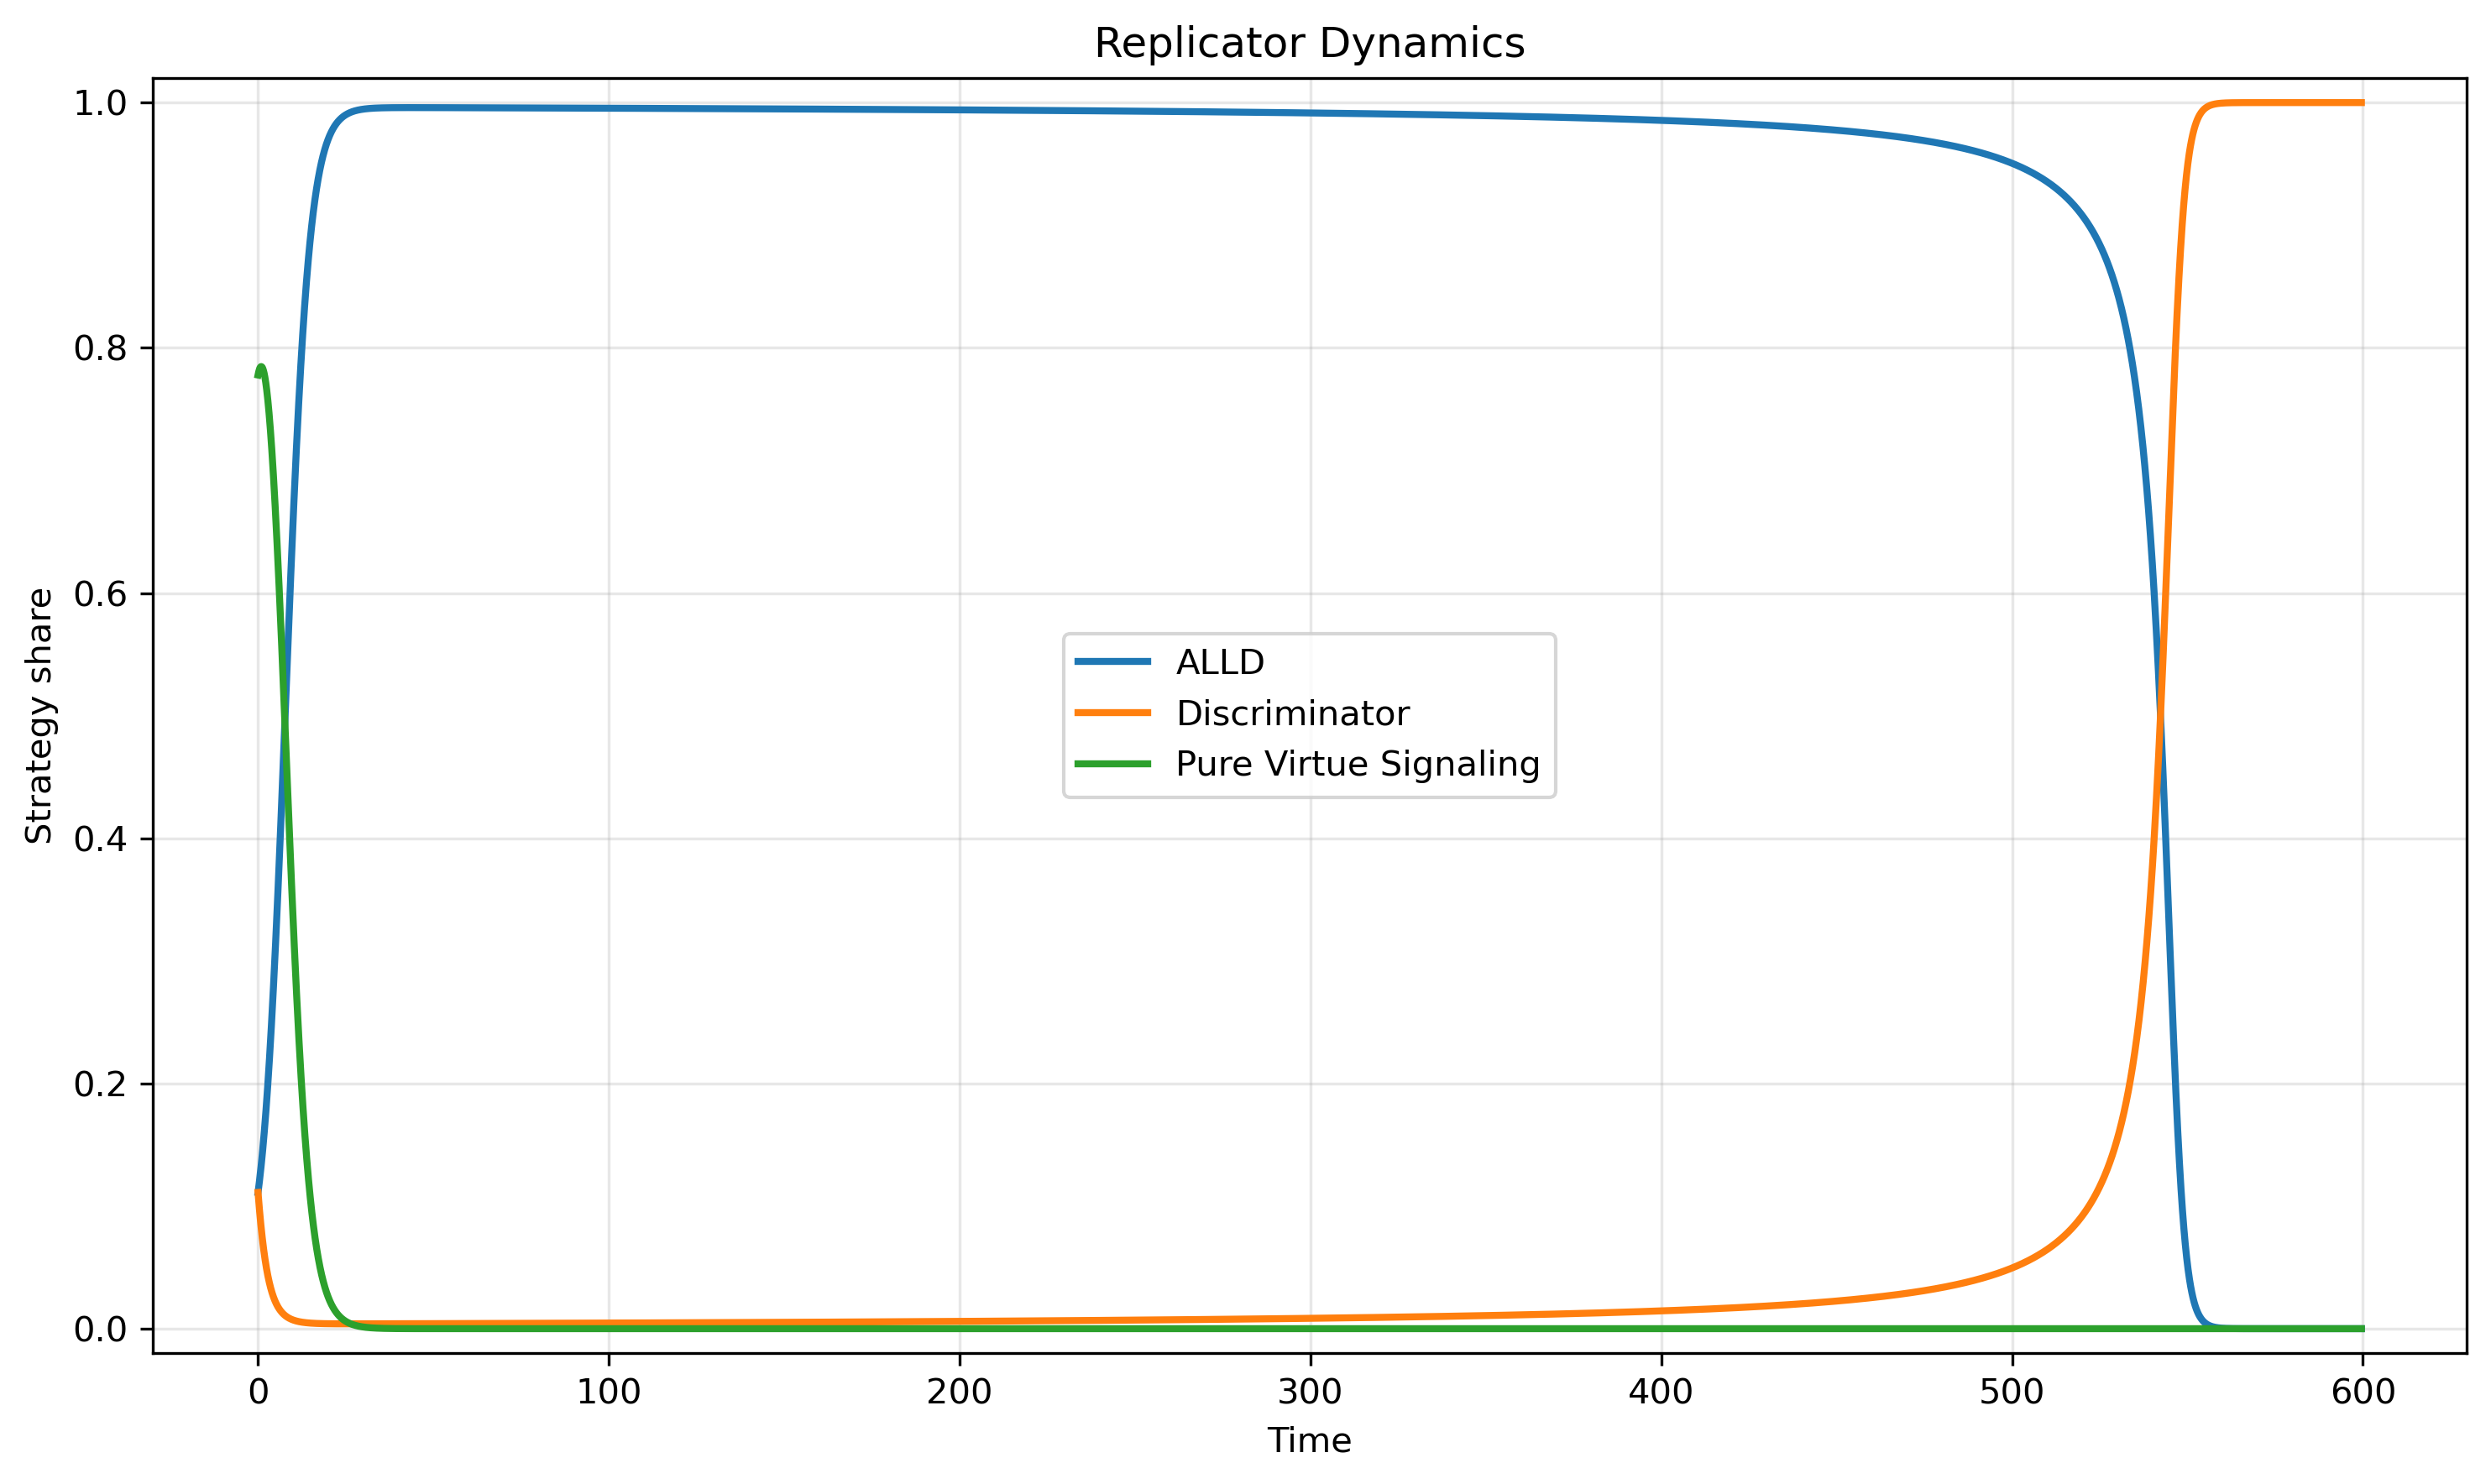 Replicator Dynamics
Strategy share
1.0
0.8
0.6
0.4
0.2
0.0
ALLD
Discriminator
Pure Virtue Signaling
0 100 200 300 400 500 600
Time